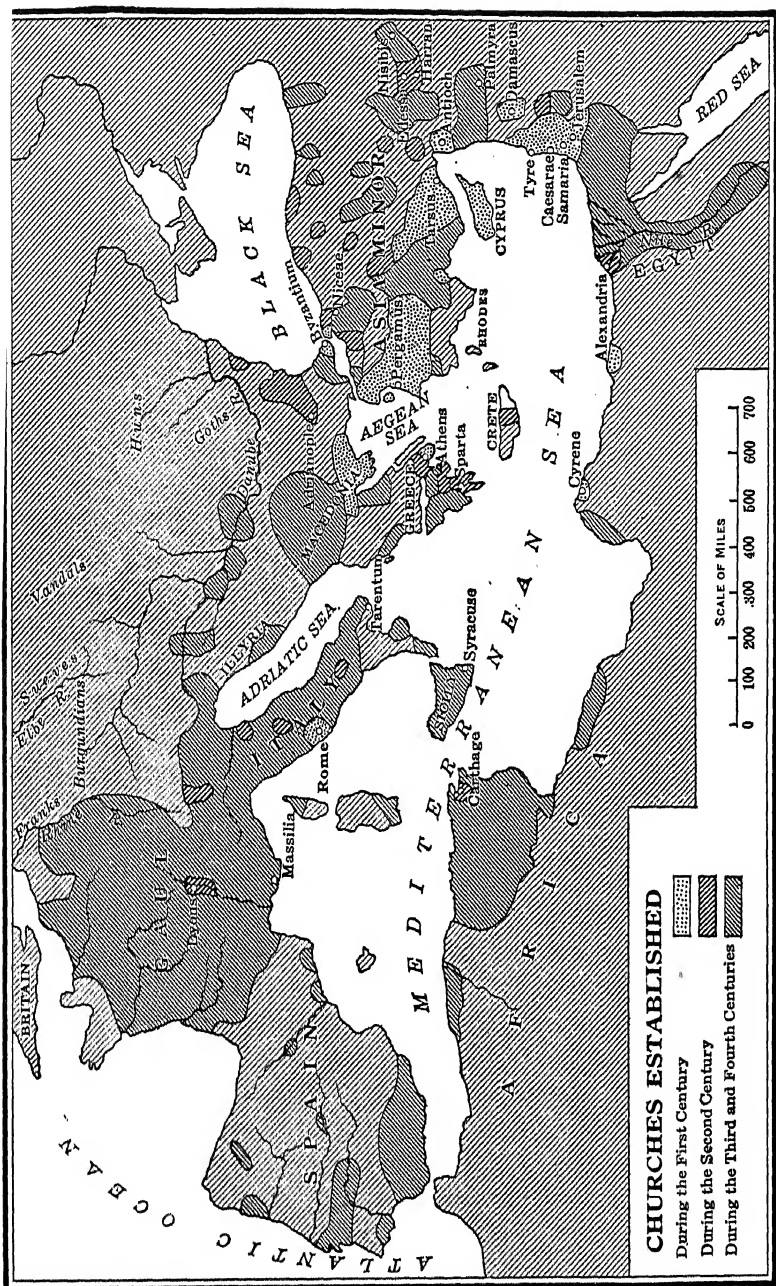 BRITAIN
ATLANTIC OCEAN
GAUL
Lyons
Massilia
SPAIN
Franks
Rhine R.
Burgundians
Elby R.
Sueves
Vandals
Huns
Goths
Danube R.
ILLYRIA
ADRIATIC SEA
ITALY
Rome
Tarentum
Sicily
Syracuse
Carthage
MEDITERRANEAN SEA
AFRICA
MACEDONIA
Adrianople
GREECE
Athens
Sparta
AEGEAN SEA
CRETE
RHODES
Cyrene
BLACK SEA
Byzantium
Niceae
ASIA MINOR
Pergamus
Tarsus
CYPRUS
Nisibis
Edessa
Harran
Antioch
Palmyra
Damascus
Tyre
Caesarae
Samaria
Jerusalem
Alexandria
Nile R.
EGYPT
RED SEA
CHURCHES ESTABLISHED
During the First Century
During the Second Century
During the Third and Fourth Centuries
SCALE OF MILES
0 100 200 300 400 500 600 700